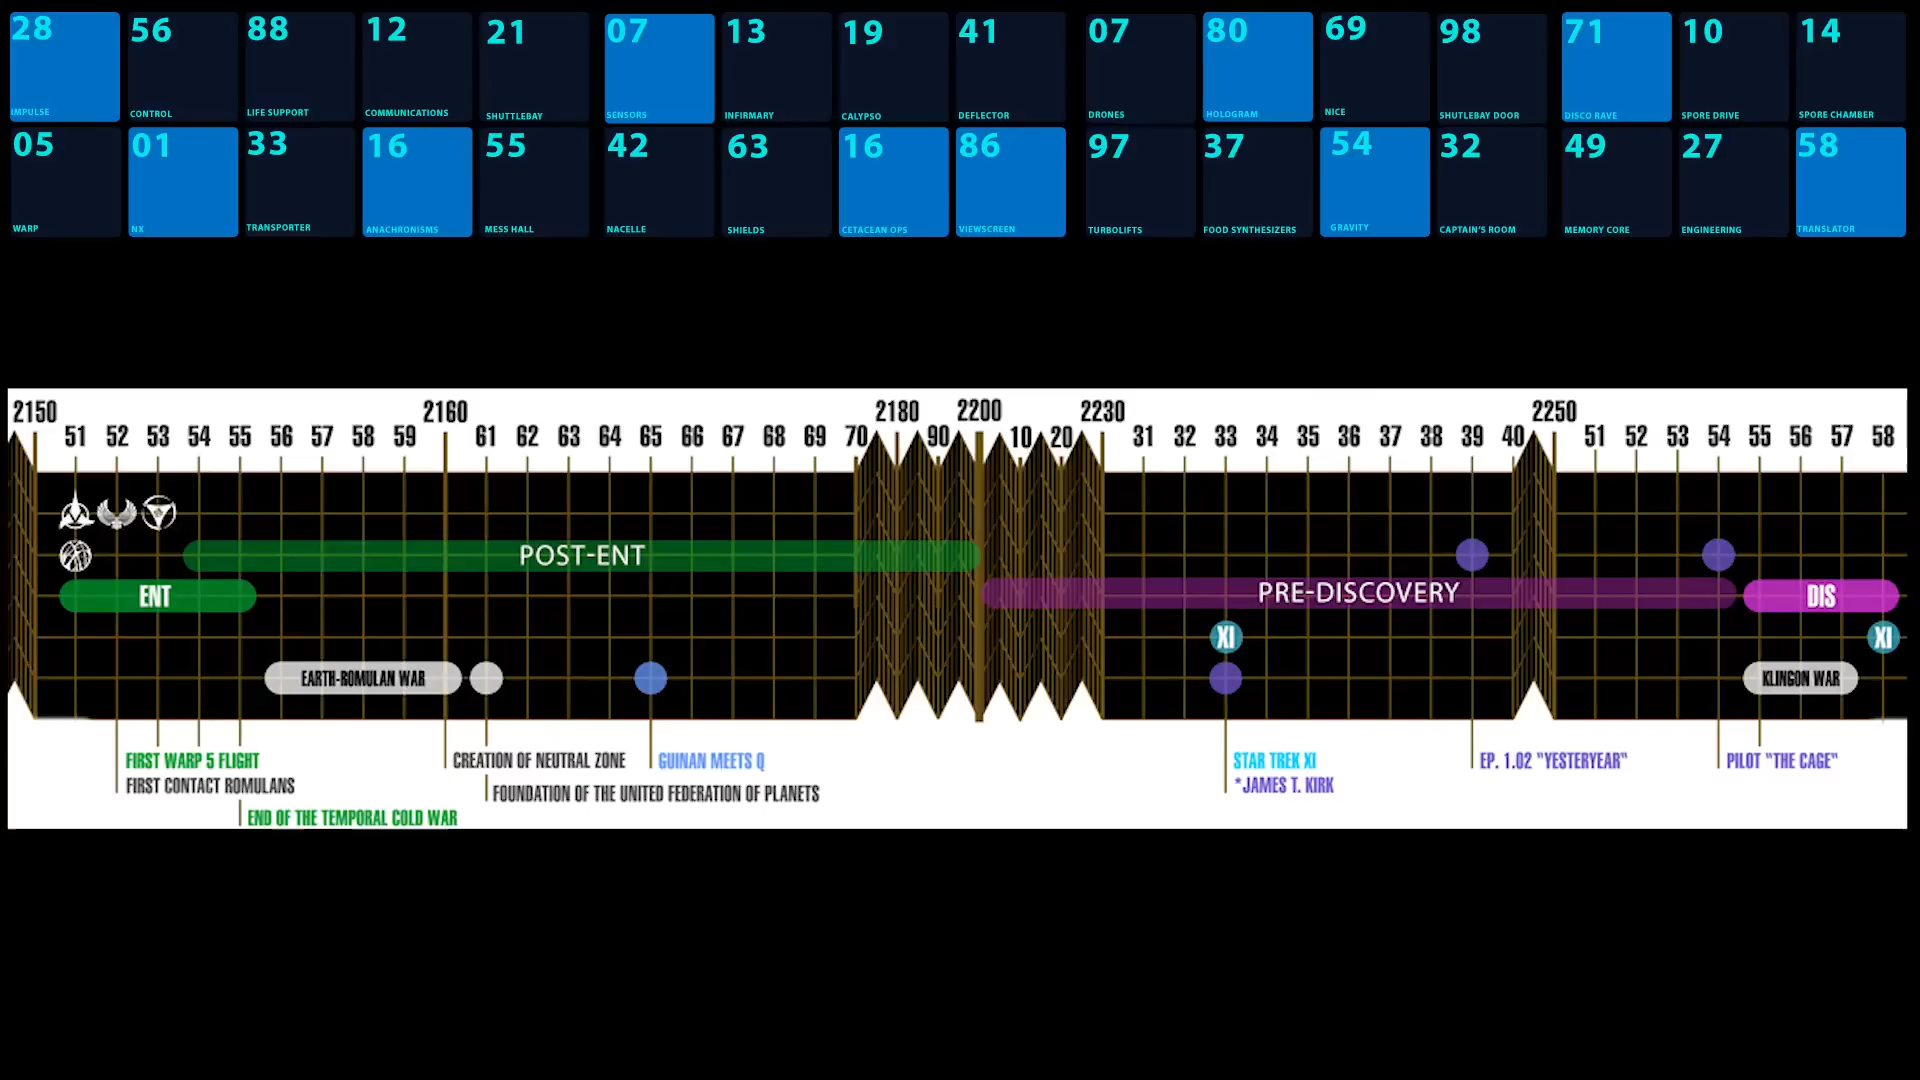 28 56 88 12 21 07 13 19 41 07 80 69 98 71 10 14
IMPULSE CONTROL LIFE SUPPORT COMMUNICATIONS SHUTTLEBAY SENSORS INFIRMARY CALYPSO DEFLECTOR DRONES HOLOGRAM NICE SHUTLEBAY DOOR DISCO RAVE SPORE DRIVE SPORE CHAMBER
05 01 33 16 55 42 63 16 86 97 37 54 32 49 27 58
WARP NX TRANSPORTER ANACHRONISMS MESS HALL NACELLE SHIELDS CETACEAN OPS VIEWSCREEN TURBOLIFTS FOOD SYNTHESIZERS GRAVITY CAPTAIN'S ROOM MEMORY CORE ENGINEERING TRANSLATOR
2150 2160 2180 2200 2230 2250
51 52 53 54 55 56 57 58 59 61 62 63 64 65 66 67 68 69 70 90 10 20 31 32 33 34 35 36 37 38 39 40 51 52 53 54 55 56 57 58
POST-ENT
ENT PRE-DISCOVERY DIS
XI XI
EARTH-ROMULAN WAR KLINGON WAR
FIRST WARP 5 FLIGHT CREATION OF NEUTRAL ZONE GUINAN MEETS Q STAR TREK XI EP. 1.02 "YESTERYEAR" PILOT "THE CAGE"
FIRST CONTACT ROMULANS FOUNDATION OF THE UNITED FEDERATION OF PLANETS *JAMES T. KIRK
END OF THE TEMPORAL COLD WAR